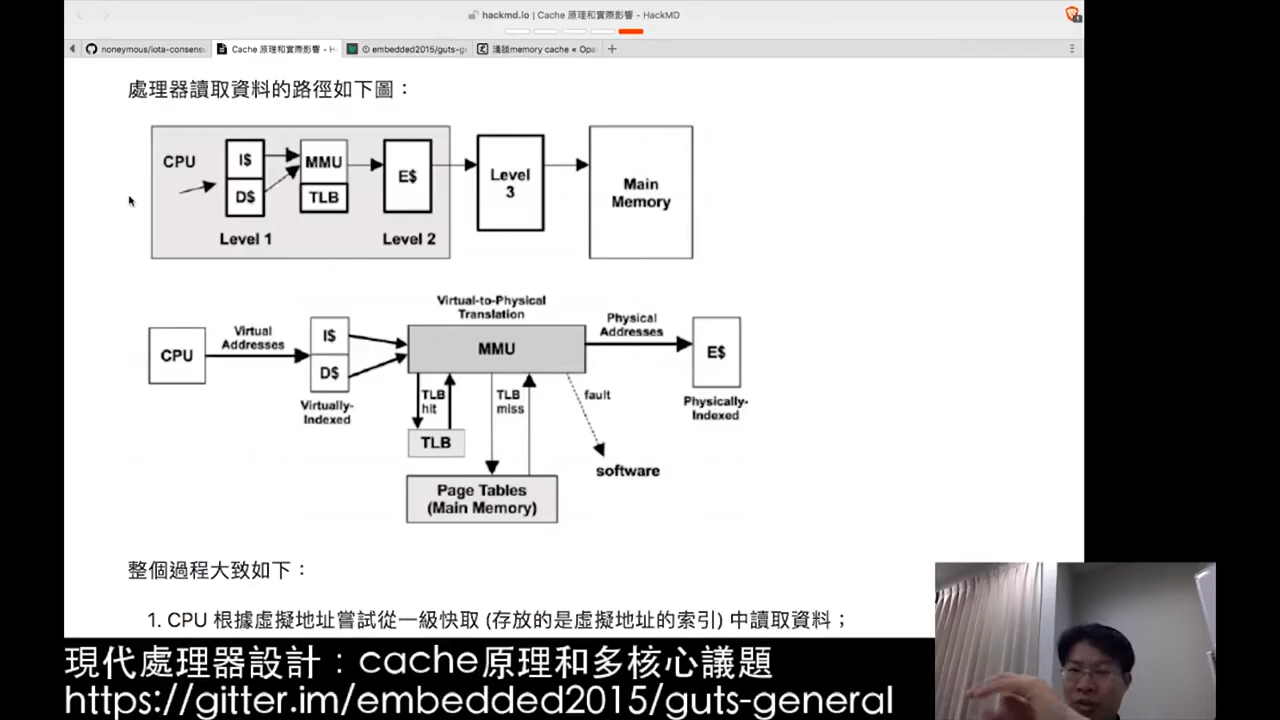 hackmd.io | Cache 原理和實際影響 - HackMD
noneymous/iota-consens
Cache 原理和實際影響 - H
embedded2015/guts-g
淺談memory cache « Opa
處理器讀取資料的路徑如下圖：
CPU
I$
D$
MMU
TLB
E$
Level 3
Main Memory
Level 1
Level 2
Virtual-to-Physical
Translation
CPU
Virtual
Addresses
I$
D$
Virtually-
Indexed
MMU
Physical
Addresses
E$
Physically-
Indexed
TLB
hit
TLB
miss
fault
TLB
software
Page Tables
(Main Memory)
整個過程大致如下：
1. CPU 根據虛擬地址嘗試從一級快取 (存放的是虛擬地址的索引) 中讀取資料；
現代處理器設計：cache原理和多核心議題
https://gitter.im/embedded2015/guts-general